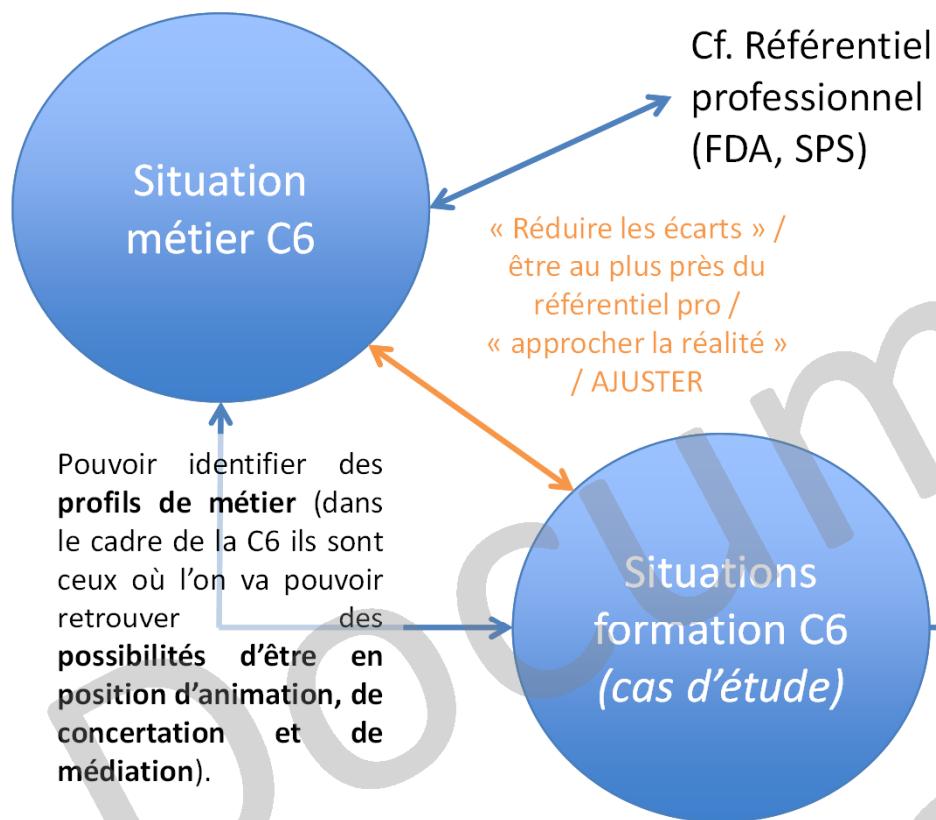 Cf. Référentiel
professionnel
(FDA, SPS)
Situation
métier C6
« Réduire les écarts » /
être au plus près du
référentiel pro /
« approcher la réalité »
/ AJUSTER
Pouvoir identifier des
profils de métier (dans
le cadre de la C6 ils sont
ceux où l'on va pouvoir
retrouver des
possibilités d'être en
position d'animation, de
concertation et de
médiation).
Situations
formation C6
(cas d'étude)
Docum